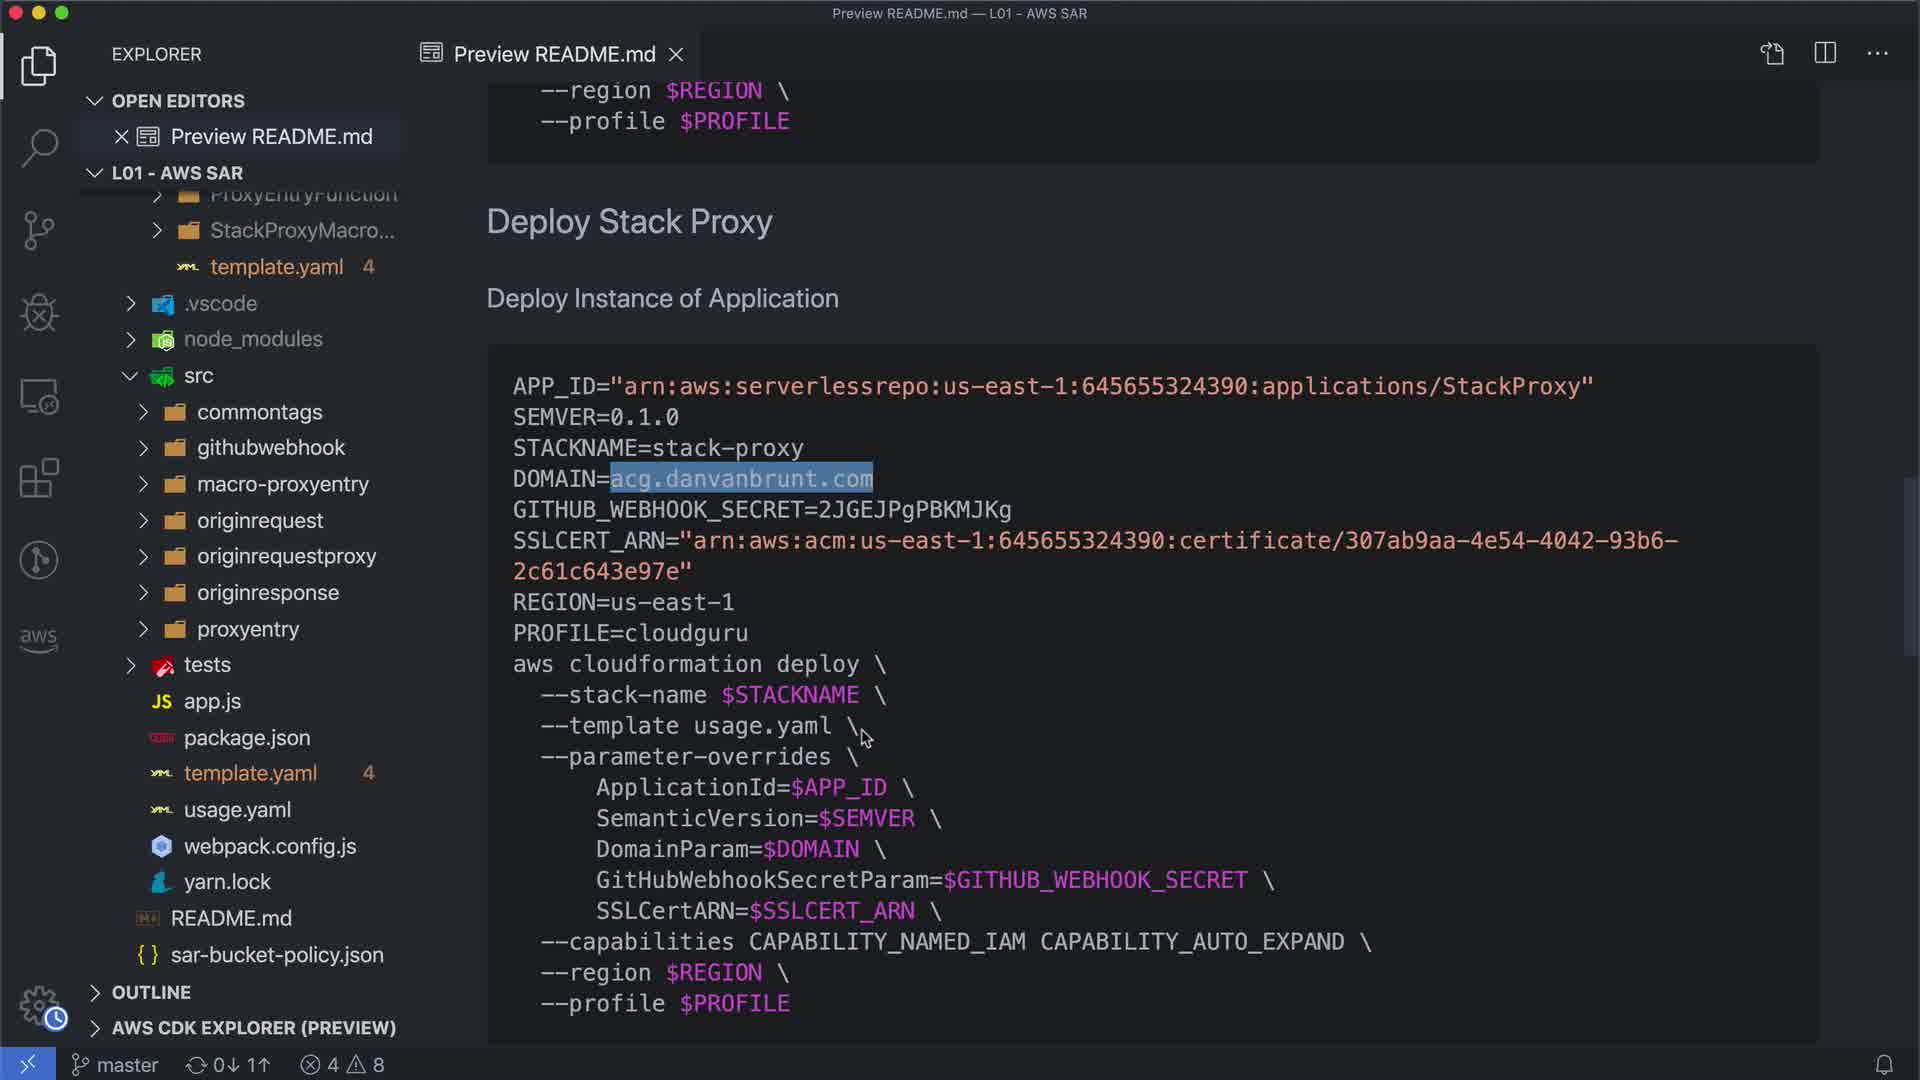 Preview README.md — L01 - AWS SAR
EXPLORER
Preview README.md
OPEN EDITORS
Preview README.md
L01 - AWS SAR
ProxyEntryFunction
StackProxyMacro...
template.yaml 4
.vscode
node_modules
src
commontags
githubwebhook
macro-proxyentry
originrequest
originrequestproxy
originresponse
proxyentry
tests
JS app.js
package.json
template.yaml 4
usage.yaml
webpack.config.js
yarn.lock
README.md
{ } sar-bucket-policy.json
OUTLINE
AWS CDK EXPLORER (PREVIEW)
aws
--region $REGION \
--profile $PROFILE
Deploy Stack Proxy
Deploy Instance of Application
APP_ID="arn:aws:serverlessrepo:us-east-1:645655324390:applications/StackProxy"
SEMVER=0.1.0
STACKNAME=stack-proxy
DOMAIN=acg.danvanbrunt.com
GITHUB_WEBHOOK_SECRET=2JGEJPgPBKMJKg
SSLCERT_ARN="arn:aws:acm:us-east-1:645655324390:certificate/307ab9aa-4e54-4042-93b6-
2c61c643e97e"
REGION=us-east-1
PROFILE=cloudguru
aws cloudformation deploy \
--stack-name $STACKNAME \
--template usage.yaml \
--parameter-overrides \
ApplicationId=$APP_ID \
SemanticVersion=$SEMVER \
DomainParam=$DOMAIN \
GitHubWebhookSecretParam=$GITHUB_WEBHOOK_SECRET \
SSLCertARN=$SSLCERT_ARN \
--capabilities CAPABILITY_NAMED_IAM CAPABILITY_AUTO_EXPAND \
--region $REGION \
--profile $PROFILE
master 0↓ 1↑ 4 8